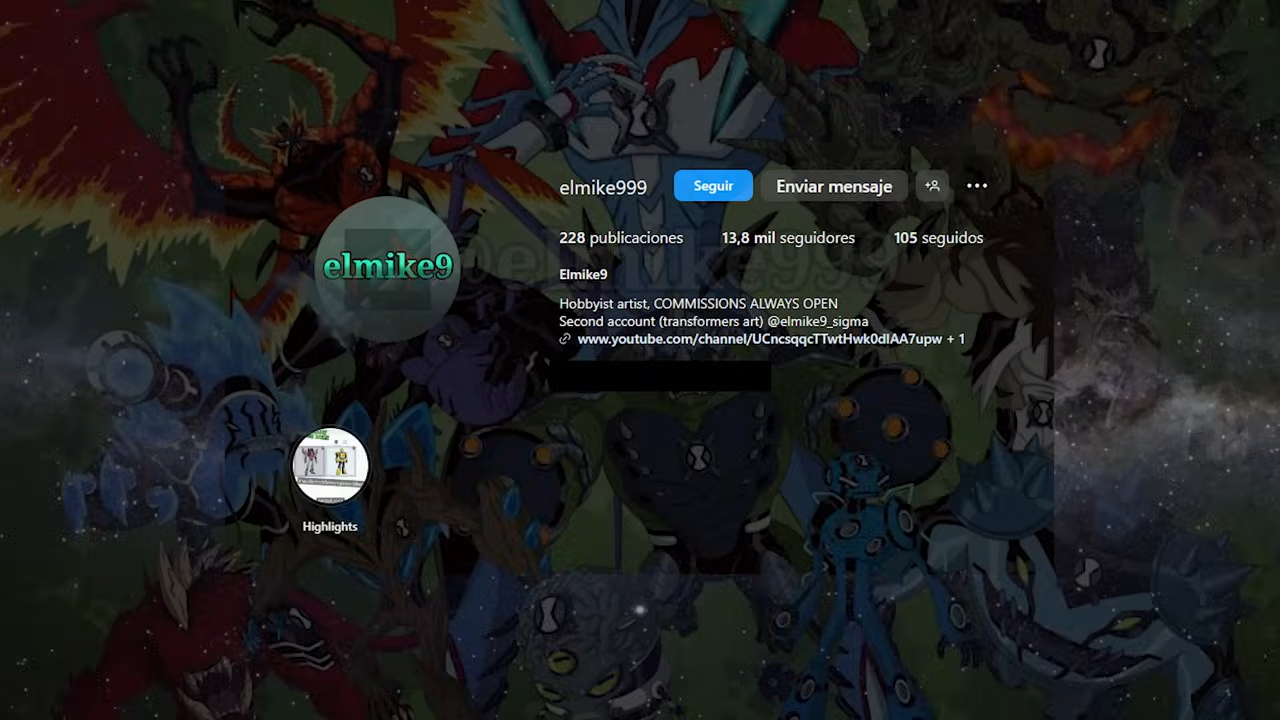 elmike999 Seguir Enviar mensaje
228 publicaciones 13,8 mil seguidores 105 seguidos
elmike9
@elmike999
Elmike9
Hobbyist artist, COMMISSIONS ALWAYS OPEN
Second account (transformers art) @elmike9_sigma
www.youtube.com/channel/UCncsqqcTTwtHwk0dIAA7upw + 1
Highlights